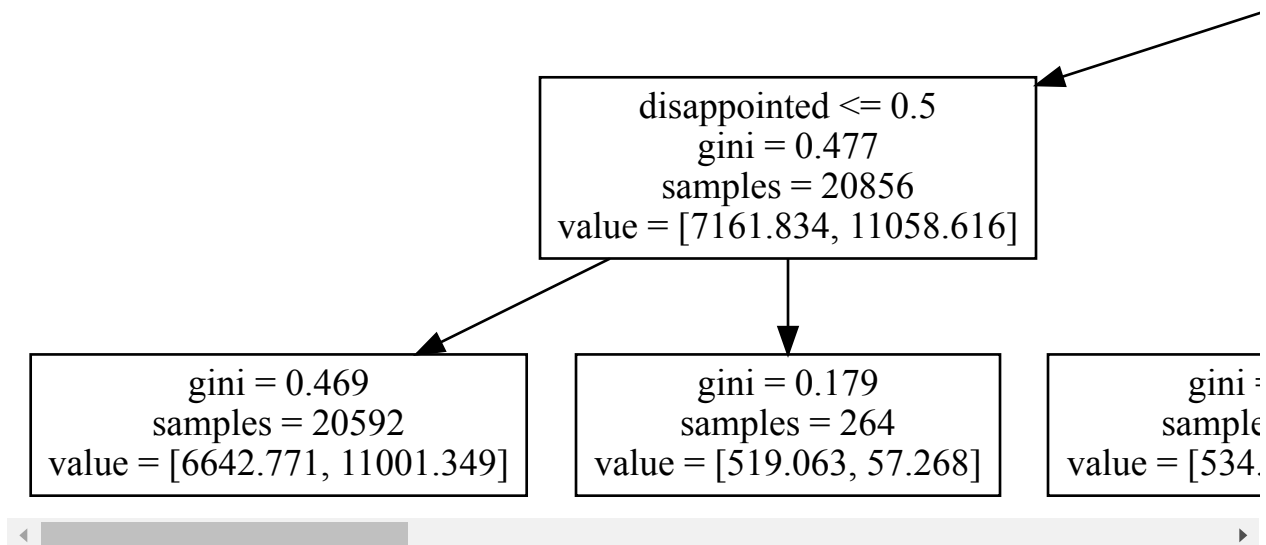 disappointed <= 0.5
gini = 0.477
samples = 20856
value = [7161.834, 11058.616]
gini = 0.469
samples = 20592
value = [6642.771, 11001.349]
gini = 0.179
samples = 264
value = [519.063, 57.268]
gini =
sample
value = [534.